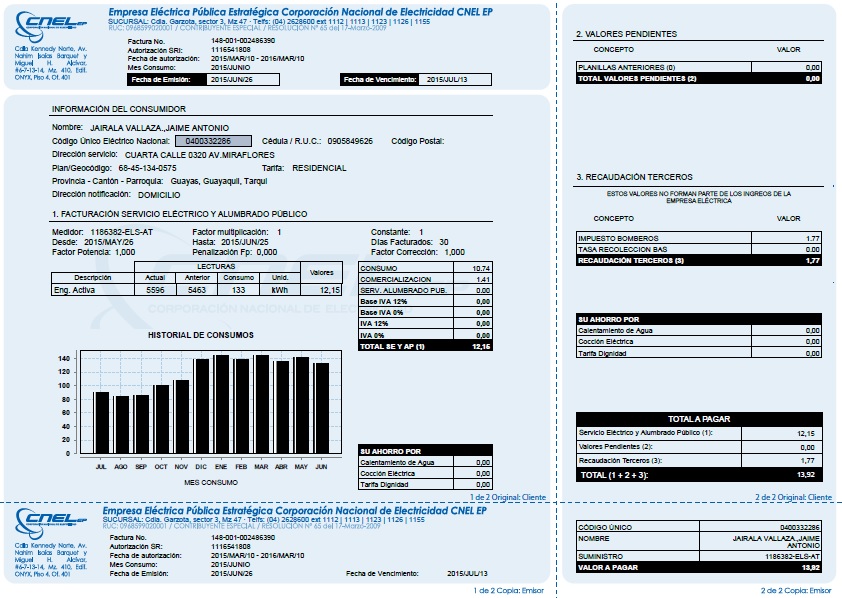 CNEL EP
Empresa Eléctrica Pública Estratégica Corporación Nacional de Electricidad CNEL EP
SUCURSAL: Cdla. Garzota, sector 3, Mz 47 - Telfs: (04) 2628600 ext 1112 | 1113 | 1123 | 1126 | 1155
RUC: 0968599020001 / CONTRIBUYENTE ESPECIAL / RESOLUCIÓN Nº 65 del 17-Marzo-2009
Cdla Kennedy Norte, Av.
Nahim Isaías Barquet y
Miguel H. Alcívar,
#6-7-13-14, Mz. 410, Edif.
ONYX, Piso 4, Of. 401
Factura No. 148-001-002486390
Autorización SRI: 1116541808
Fecha de autorización: 2015/MAR/10 - 2016/MAR/10
Mes Consumo: 2015/JUNIO
Fecha de Emisión: 2015/JUN/26 Fecha de Vencimiento: 2015/JUL/13
INFORMACIÓN DEL CONSUMIDOR
Nombre: JAIRALA VALLAZA.,JAIME ANTONIO
Código Único Eléctrico Nacional: 0400332286 Cédula / R.U.C.: 0905849626 Código Postal:
Dirección servicio: CUARTA CALLE 0320 AV.MIRAFLORES
Plan/Geocódigo: 68-45-134-0575 Tarifa: RESIDENCIAL
Provincia - Cantón - Parroquia: Guayas, Guayaquil, Tarqui
Dirección notificación: DOMICILIO
1. FACTURACIÓN SERVICIO ELÉCTRICO Y ALUMBRADO PÚBLICO
Medidor: 1186382-ELS-AT Factor multiplicación: 1 Constante: 1
Desde: 2015/MAY/26 Hasta: 2015/JUN/25 Días Facturados: 30
Factor Potencia: 1,000 Penalización Fp: 0,000 Factor Corrección: 1,000
LECTURAS
Descripción Actual Anterior Consumo Unid. Valores
Eng. Activa 5596 5463 133 kWh 12,15
CORPORACIÓN NACIONAL DE ELECTRICIDAD
CONSUMO 10.74
COMERCIALIZACION 1.41
SERV. ALUMBRADO PUB. 0.00
Base IVA 12% 0,00
Base IVA 0% 0,00
IVA 12% 0,00
IVA 0% 0,00
TOTAL SE Y AP (1) 12,15
HISTORIAL DE CONSUMOS
140
120
100
80
60
40
20
0
JUL AGO SEP OCT NOV DIC ENE FEB MAR ABR MAY JUN
MES CONSUMO
SU AHORRO POR
Calentamiento de Agua 0,00
Cocción Eléctrica 0,00
Tarifa Dignidad 0,00
1 de 2 Original: Cliente
2. VALORES PENDIENTES
CONCEPTO VALOR
PLANILLAS ANTERIORES (0) 0,00
TOTAL VALORES PENDIENTES (2) 0,00
3. RECAUDACIÓN TERCEROS
ESTOS VALORES NO FORMAN PARTE DE LOS INGREOS DE LA
EMPRESA ELÉCTRICA
CONCEPTO VALOR
IMPUESTO BOMBEROS 1.77
TASA RECOLECCION BAS 0.00
RECAUDACIÓN TERCEROS (3) 1,77
SU AHORRO POR
Calentamiento de Agua 0,00
Cocción Eléctrica 0,00
Tarifa Dignidad 0,00
TOTAL A PAGAR
Servicio Eléctrico y Alumbrado Público (1): 12,15
Valores Pendientes (2): 0,00
Recaudación Terceros (3): 1,77
TOTAL (1 + 2 + 3): 13,92
2 de 2 Original: Cliente
CNEL EP
Empresa Eléctrica Pública Estratégica Corporación Nacional de Electricidad CNEL EP
SUCURSAL: Cdla. Garzota, sector 3, Mz 47 - Telfs: (04) 2628600 ext 1112 | 1113 | 1123 | 1126 | 1155
RUC: 0968599020001 / CONTRIBUYENTE ESPECIAL / RESOLUCIÓN Nº 65 del 17-Marzo-2009
Cdla Kennedy Norte, Av.
Nahim Isaías Barquet y
Miguel H. Alcívar,
#6-7-13-14, Mz. 410, Edif.
ONYX, Piso 4, Of. 401
Factura No. 148-001-002486390
Autorización SR: 1116541808
Fecha de autorización: 2015/MAR/10 - 2016/MAR/10
Mes Consumo: 2015/JUNIO
Fecha de Emisión: 2015/JUN/26 Fecha de Vencimiento: 2015/JUL/13
1 de 2 Copia: Emisor
CÓDIGO ÚNICO 0400332286
NOMBRE JAIRALA VALLAZA.,JAIME
ANTONIO
SUMINISTRO 1186382-ELS-AT
VALOR A PAGAR 13,92
2 de 2 Copia: Emisor